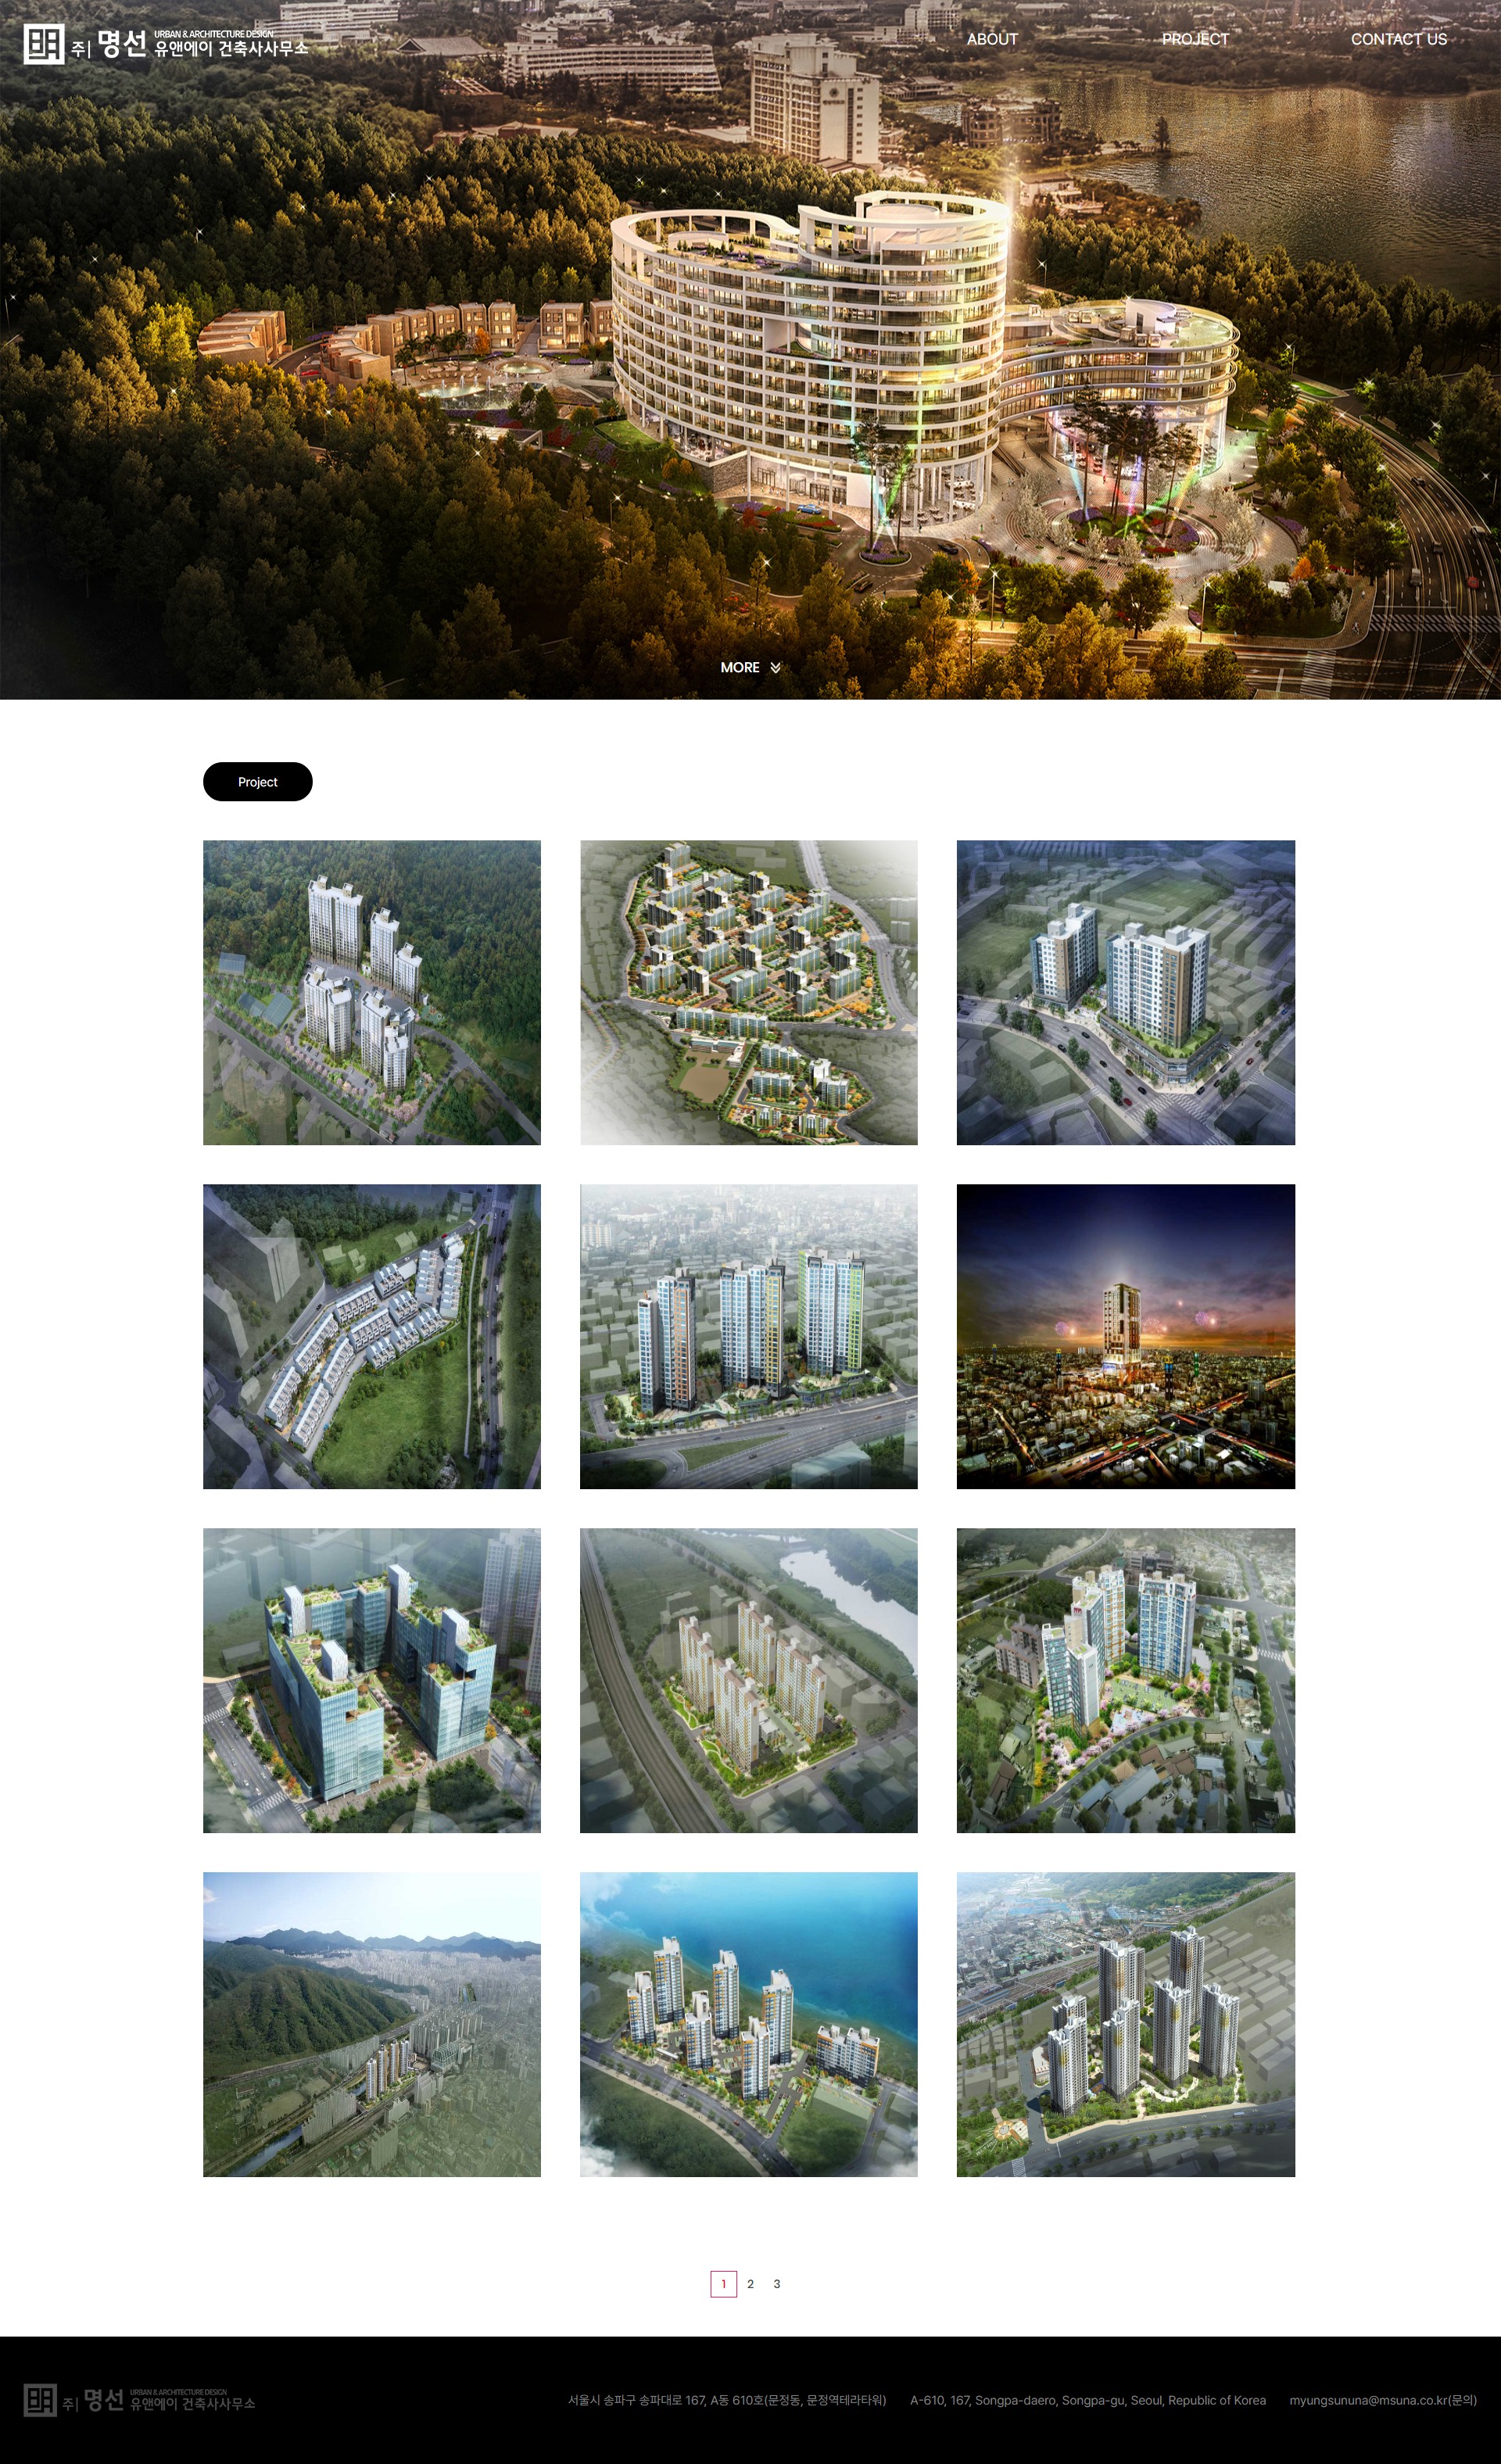 明 주| 명선 URBAN & ARCHITECTURE DESIGN
유앤에이 건축사사무소
ABOUT PROJECT CONTACT US
MORE
Project
1 2 3
明 주| 명선 URBAN & ARCHITECTURE DESIGN
유앤에이 건축사사무소
서울시 송파구 송파대로 167, A동 610호(문정동, 문정역테라타워) A-610, 167, Songpa-daero, Songpa-gu, Seoul, Republic of Korea myungsununa@msuna.co.kr(문의)